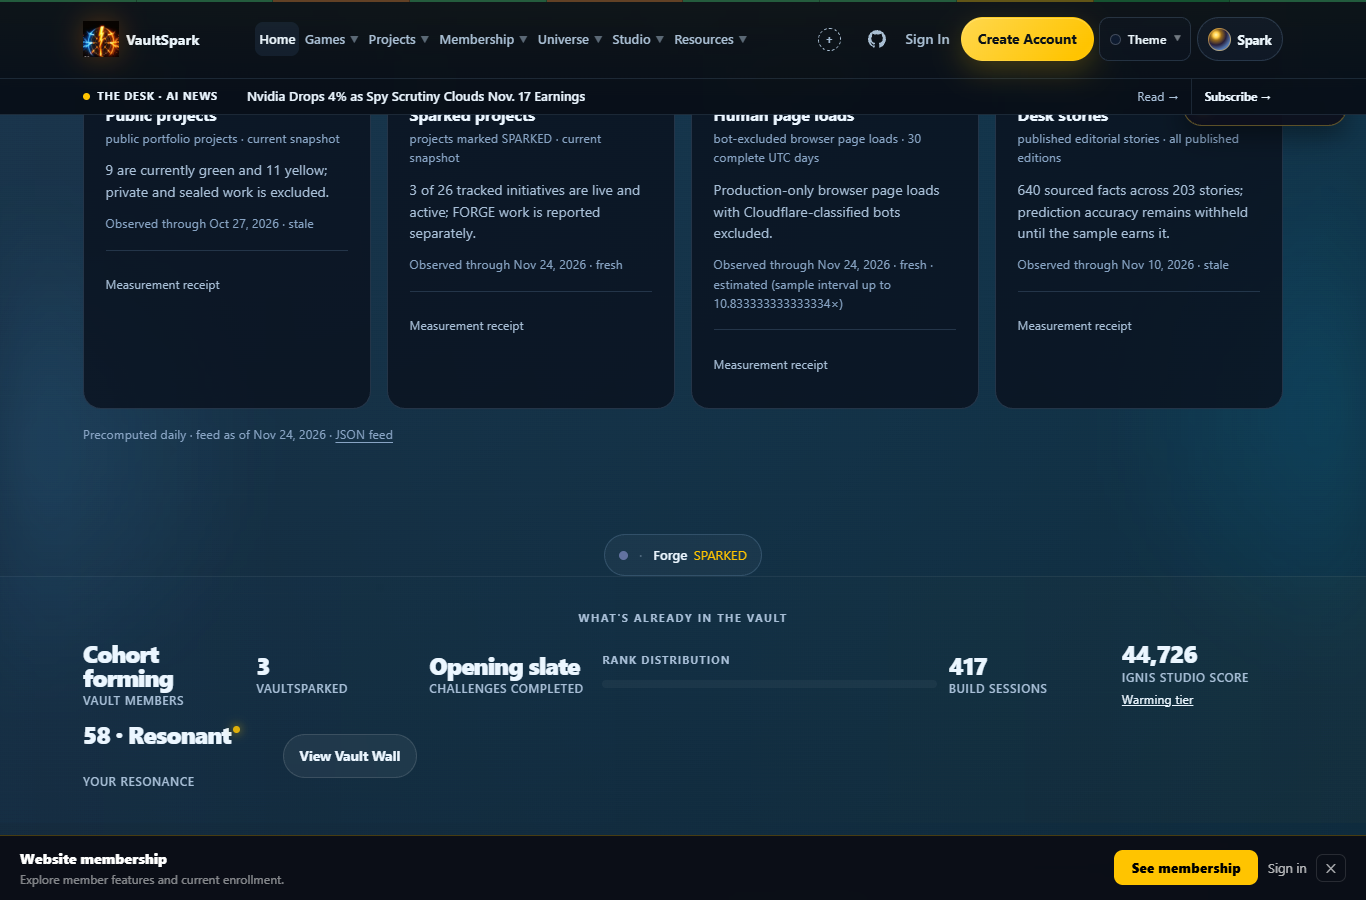 VaultSpark
Home
Games ▼
Projects ▼
Membership ▼
Universe ▼
Studio ▼
Resources ▼
+
Sign In
Create Account
Theme ▼
Spark
THE DESK · AI NEWS
Nvidia Drops 4% as Spy Scrutiny Clouds Nov. 17 Earnings
Read →
Subscribe →
Public projects
public portfolio projects · current snapshot
9 are currently green and 11 yellow;
private and sealed work is excluded.
Observed through Oct 27, 2026 · stale
Measurement receipt
Sparked projects
projects marked SPARKED · current
snapshot
3 of 26 tracked initiatives are live and
active; FORGE work is reported
separately.
Observed through Nov 24, 2026 · fresh
Measurement receipt
Human page loads
bot-excluded browser page loads · 30
complete UTC days
Production-only browser page loads
with Cloudflare-classified bots
excluded.
Observed through Nov 24, 2026 · fresh ·
estimated (sample interval up to
10.833333333333334×)
Measurement receipt
Desk stories
published editorial stories · all published
editions
640 sourced facts across 203 stories;
prediction accuracy remains withheld
until the sample earns it.
Observed through Nov 10, 2026 · stale
Measurement receipt
Precomputed daily · feed as of Nov 24, 2026 · JSON feed
· Forge SPARKED
WHAT'S ALREADY IN THE VAULT
Cohort
forming
VAULT MEMBERS
3
VAULTSPARKED
Opening slate
CHALLENGES COMPLETED
RANK DISTRIBUTION
417
BUILD SESSIONS
44,726
IGNIS STUDIO SCORE
Warming tier
58 · Resonant
YOUR RESONANCE
View Vault Wall
Website membership
Explore member features and current enrollment.
See membership
Sign in
×